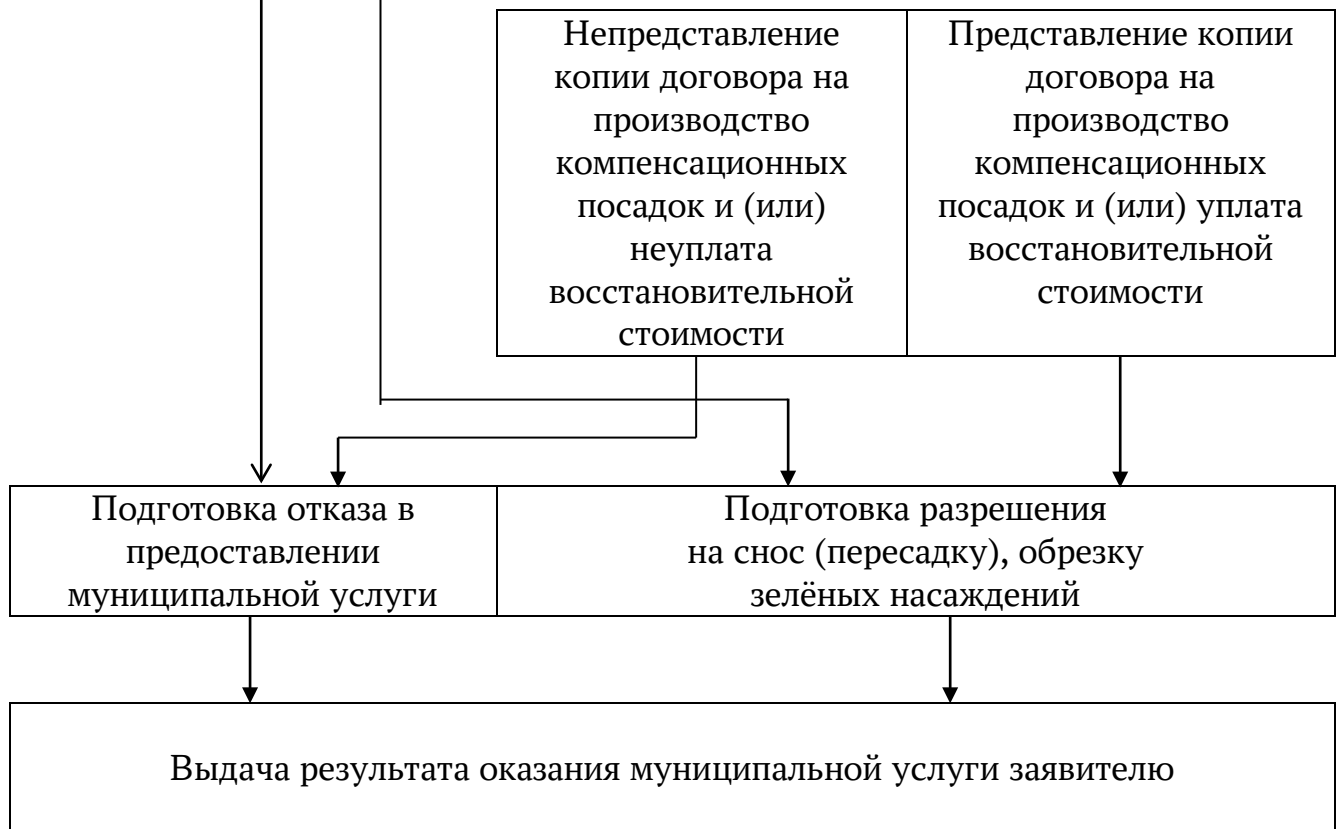 Непредставление
копии договора на
производство
компенсационных
посадок и (или)
неуплата
восстановительной
стоимости
Представление копии
договора на
производство
компенсационных
посадок и (или) уплата
восстановительной
стоимости
Подготовка отказа в
предоставлении
муниципальной услуги
Подготовка разрешения
на снос (пересадку), обрезку
зелёных насаждений
Выдача результата оказания муниципальной услуги заявителю